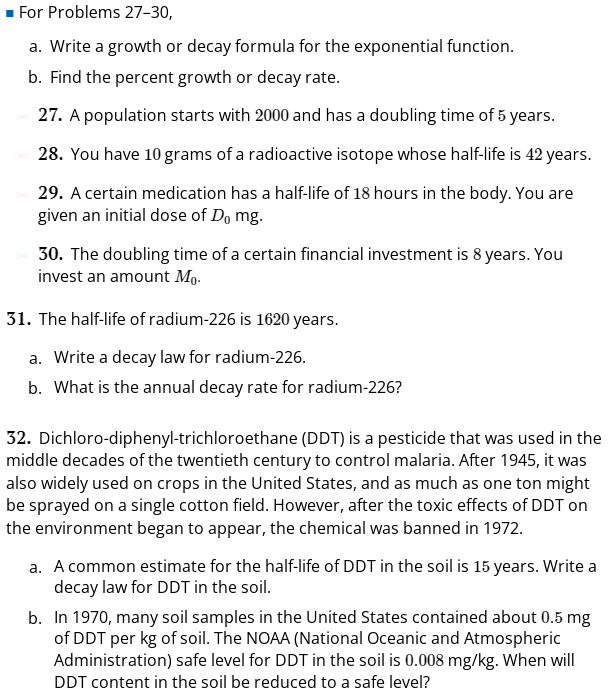 ▪ For Problems 27–30,
a. Write a growth or decay formula for the exponential function.
b. Find the percent growth or decay rate.
27. A population starts with 2000 and has a doubling time of 5 years.
28. You have 10 grams of a radioactive isotope whose half-life is 42 years.
29. A certain medication has a half-life of 18 hours in the body. You are
given an initial dose of D₀ mg.
30. The doubling time of a certain financial investment is 8 years. You
invest an amount M₀.
31. The half-life of radium-226 is 1620 years.
a. Write a decay law for radium-226.
b. What is the annual decay rate for radium-226?
32. Dichloro-diphenyl-trichloroethane (DDT) is a pesticide that was used in the
middle decades of the twentieth century to control malaria. After 1945, it was
also widely used on crops in the United States, and as much as one ton might
be sprayed on a single cotton field. However, after the toxic effects of DDT on
the environment began to appear, the chemical was banned in 1972.
a. A common estimate for the half-life of DDT in the soil is 15 years. Write a
decay law for DDT in the soil.
b. In 1970, many soil samples in the United States contained about 0.5 mg
of DDT per kg of soil. The NOAA (National Oceanic and Atmospheric
Administration) safe level for DDT in the soil is 0.008 mg/kg. When will
DDT content in the soil be reduced to a safe level?